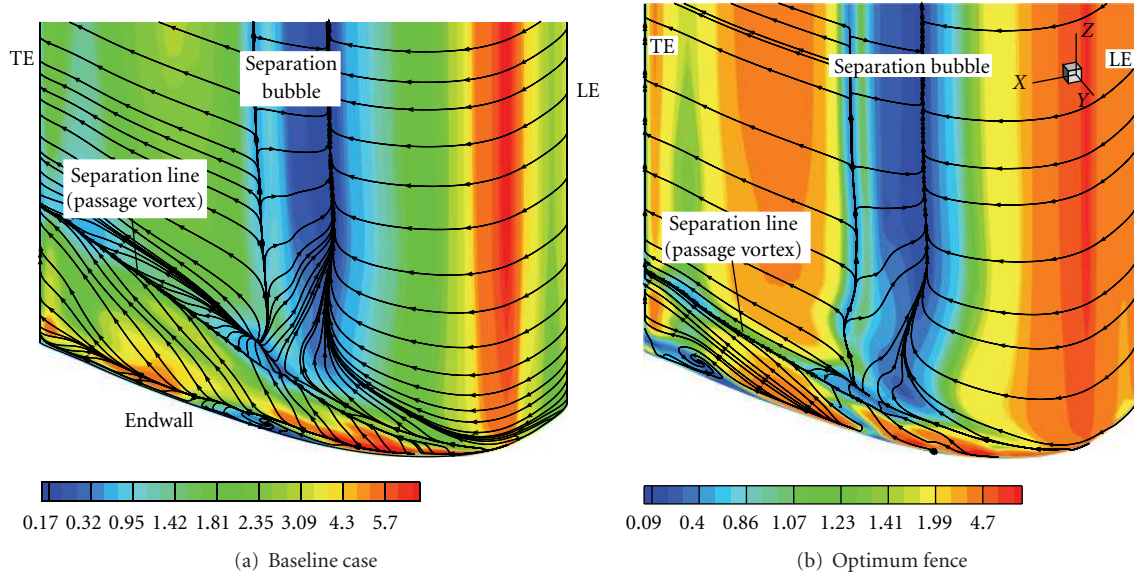 TE
Separation
bubble
LE
Separation line
(passage vortex)
Endwall
0.17 0.32 0.95 1.42 1.81 2.35 3.09 4.3 5.7
(a) Baseline case
TE
Separation bubble
Z
X
Y
LE
Separation line
(passage vortex)
0.09 0.4 0.86 1.07 1.23 1.41 1.99 4.7
(b) Optimum fence